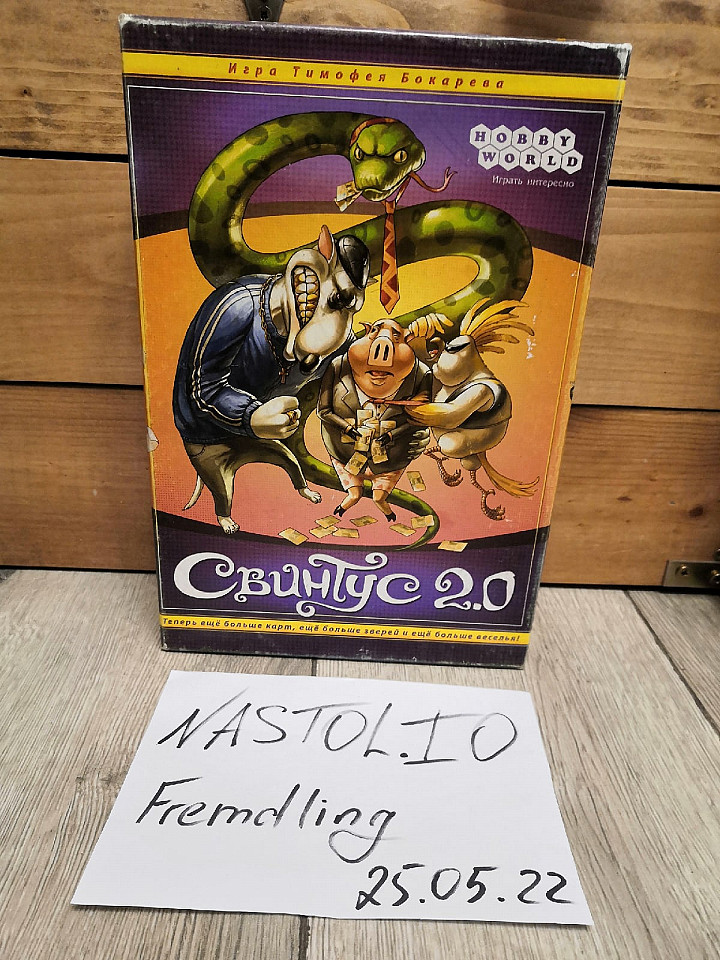 Игра Тимофея Бокарева
HOBBY
WORLD
Играть интересно
Свинтус 2.0
Теперь ещё больше карт, ещё больше зверей и ещё больше веселья!
NASTOL.IO
Fremdling
25.05.22